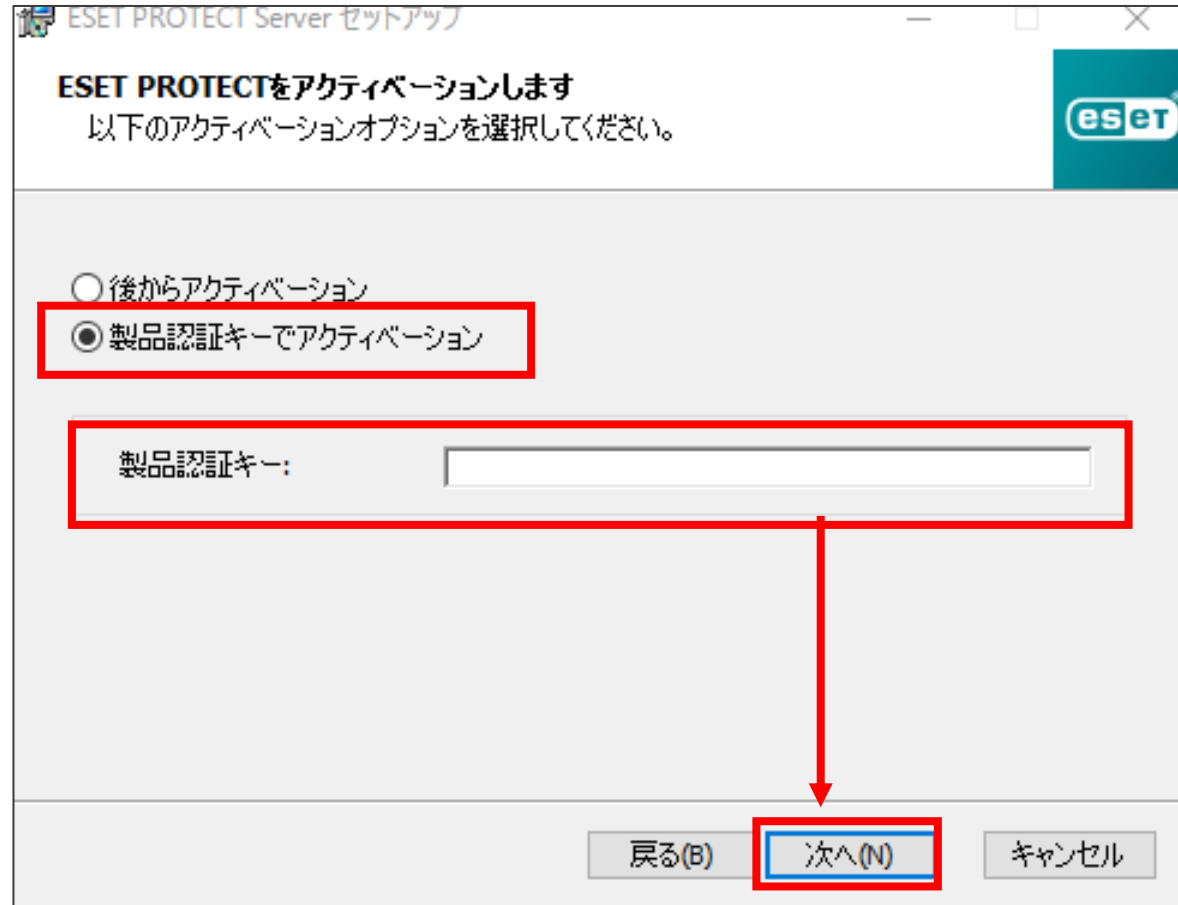 ESET PROTECT Server セットアップ
ESET PROTECTをアクティベーションします
以下のアクティベーションオプションを選択してください。
eseT
後からアクティベーション
製品認証キーでアクティベーション
製品認証キー:
戻る(B)
次へ(N)
キャンセル